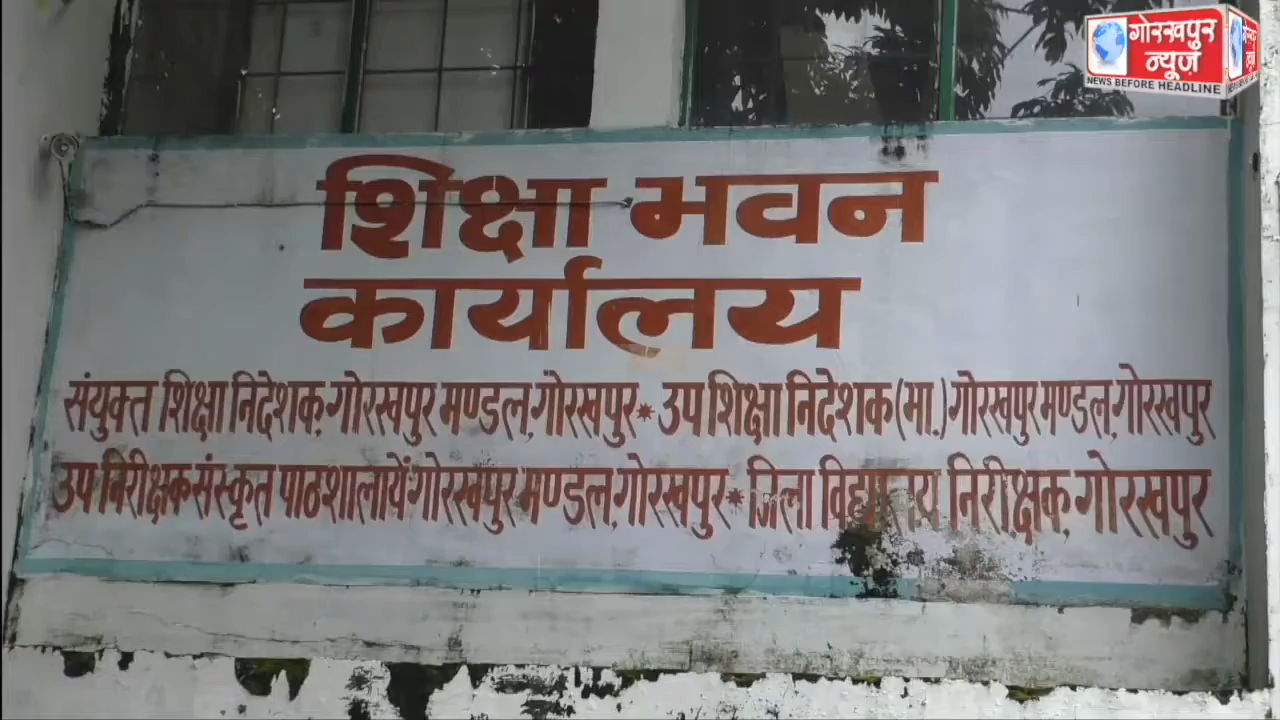 गोरखपुर
न्यूज़
NEWS BEFORE HEADLINE
शिक्षा भवन
कार्यालय
संयुक्त शिक्षा निदेशक,गोरखपुर मण्डल,गोरखपुर* उप शिक्षा निदेशक(मा.)गोरखपुर मण्डल,गोरखपुर
उप निरीक्षक संस्कृत पाठशालायें गोरखपुर मण्डल,गोरखपुर* जिला विद्यालय निरीक्षक, गोरखपुर